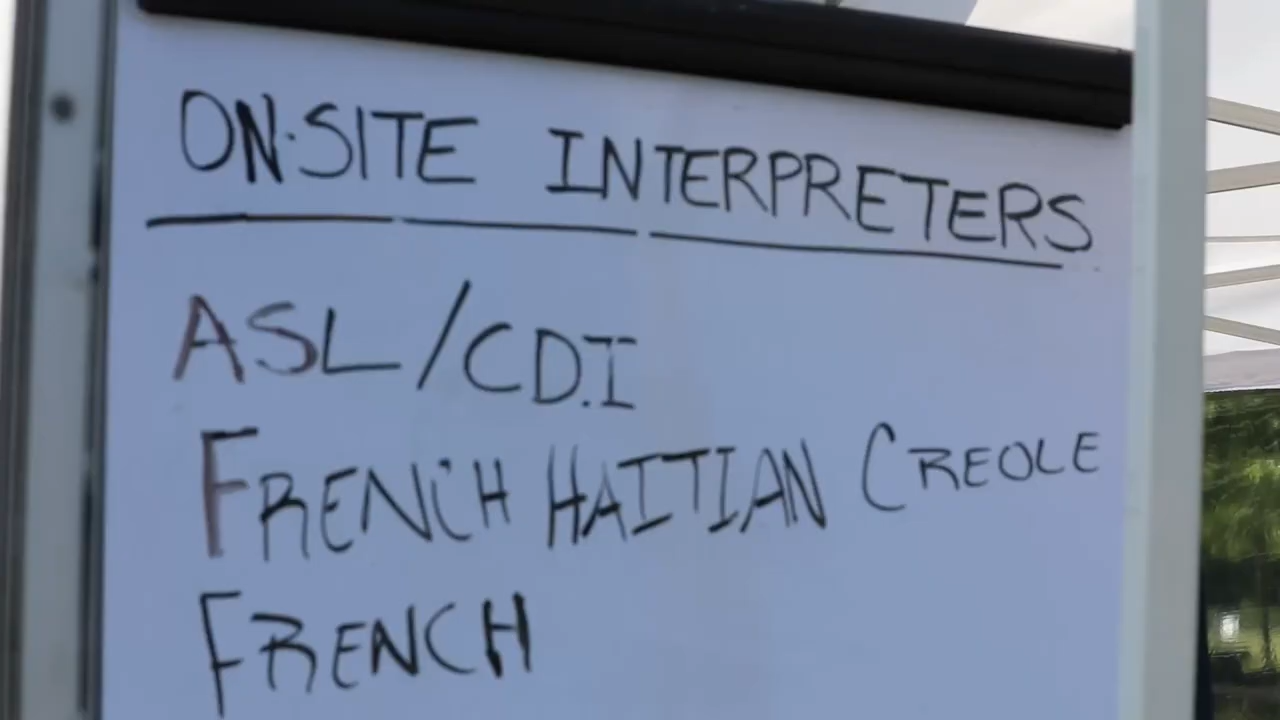 ON-SITE INTERPRETERS
ASL/CDI
FRENCH HAITIAN CREOLE
FRENCH